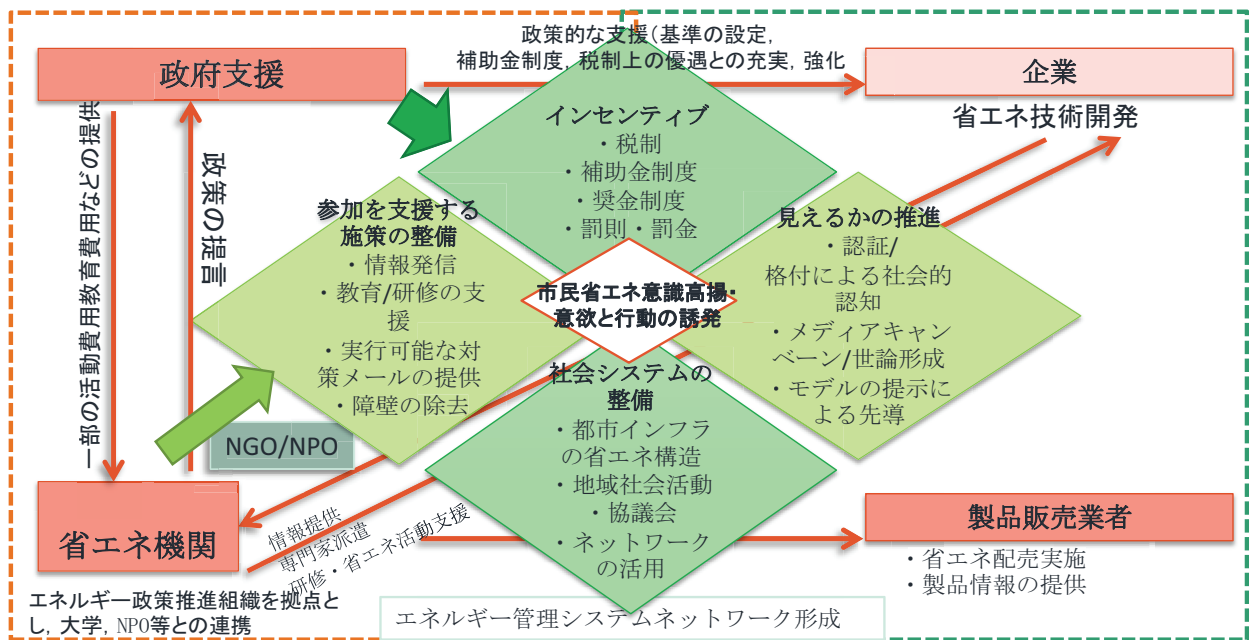 政策的な支援（基準の設定,
補助金制度, 税制上の優遇との充実, 強化
政府支援
企業
省エネ技術開発
一部の活動費用教育費用などの提供
政策の提言
インセンティブ
・税制
・補助金制度
・奨金制度
・罰則・罰金
参加を支援する
施策の整備
・情報発信
・教育/研修の支
援
・実行可能な対
策メールの提供
・障壁の除去
見えるかの推進
・認証/
格付による社会的
認知
・メディアキャン
ベーン/世論形成
・モデルの提示に
よる先導
市民省エネ意識高揚・
意欲と行動の誘発
社会システムの
整備
・都市インフラ
の省エネ構造
・地域社会活動
・協議会
・ネットワーク
の活用
NGO/NPO
省エネ機関
情報提供
専門家派遣
研修・省エネ活動支援
製品販売業者
・省エネ配売実施
・製品情報の提供
エネルギー政策推進組織を拠点と
し, 大学, NPO等との連携
エネルギー管理システムネットワーク形成